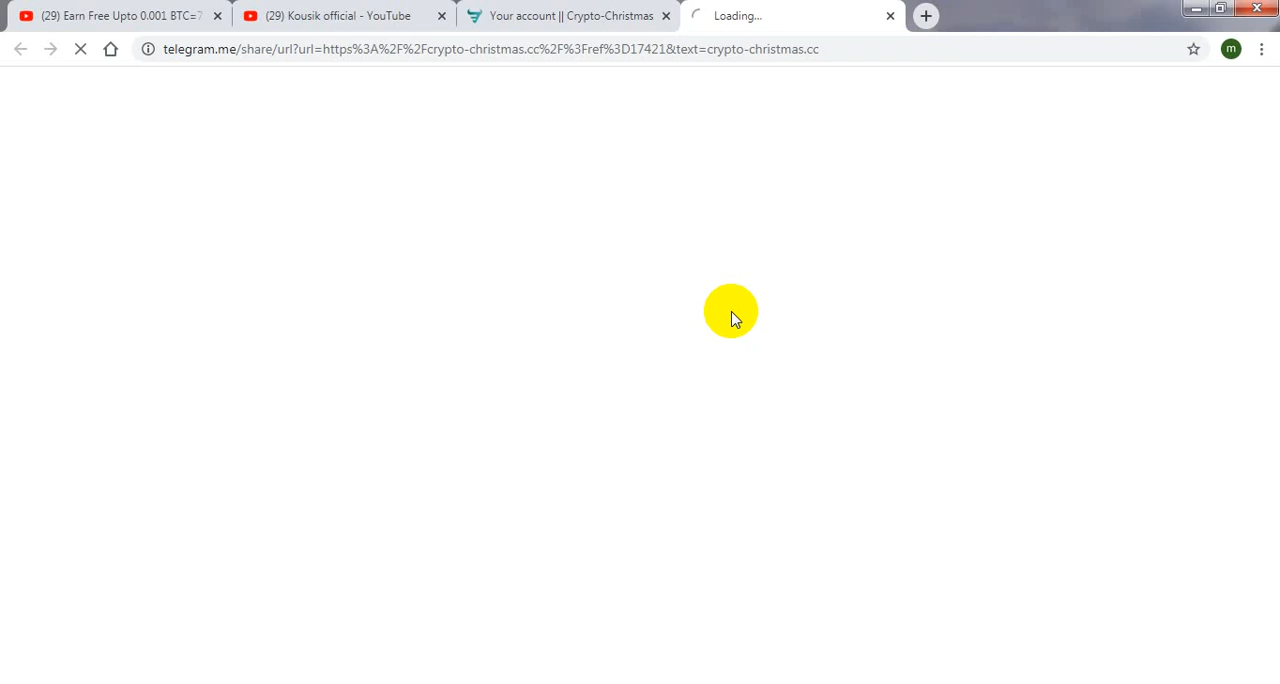 (29) Earn Free Upto 0.001 BTC=7
(29) Kousik official - YouTube
Your account || Crypto-Christmas
Loading...
telegram.me/share/url?url=https%3A%2F%2Fcrypto-christmas.cc%2F%3Fref%3D17421&text=crypto-christmas.cc
m